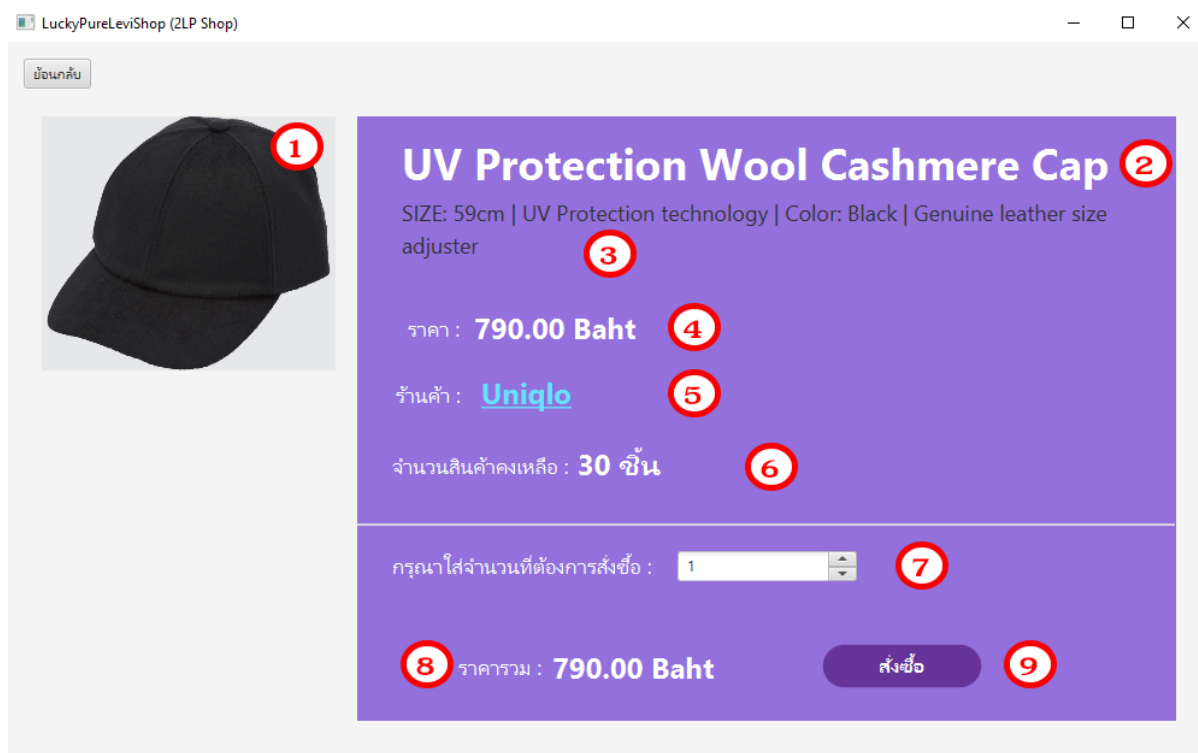 LuckyPureLeviShop (2LP Shop)
ย้อนกลับ
1
UV Protection Wool Cashmere Cap 2
SIZE: 59cm | UV Protection technology | Color: Black | Genuine leather size
adjuster 3
ราคา : 790.00 Baht 4
ร้านค้า : Uniqlo 5
จำนวนสินค้าคงเหลือ : 30 ชิ้น 6
กรุณาใส่จำนวนที่ต้องการสั่งซื้อ : 1 7
8 ราคารวม : 790.00 Baht สั่งซื้อ 9